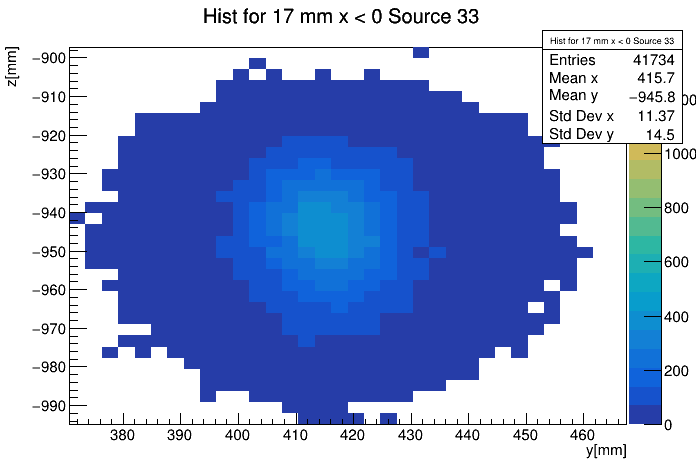 Hist for 17 mm x < 0 Source 33
Hist for 17 mm x < 0 Source 33
Entries 41734
Mean x 415.7
Mean y −945.8
Std Dev x 11.37
Std Dev y 14.5
z[mm]
−900
−910
−920
−930
−940
−950
−960
−970
−980
−990
380 390 400 410 420 430 440 450 460
y[mm]
1000
800
600
400
200
0